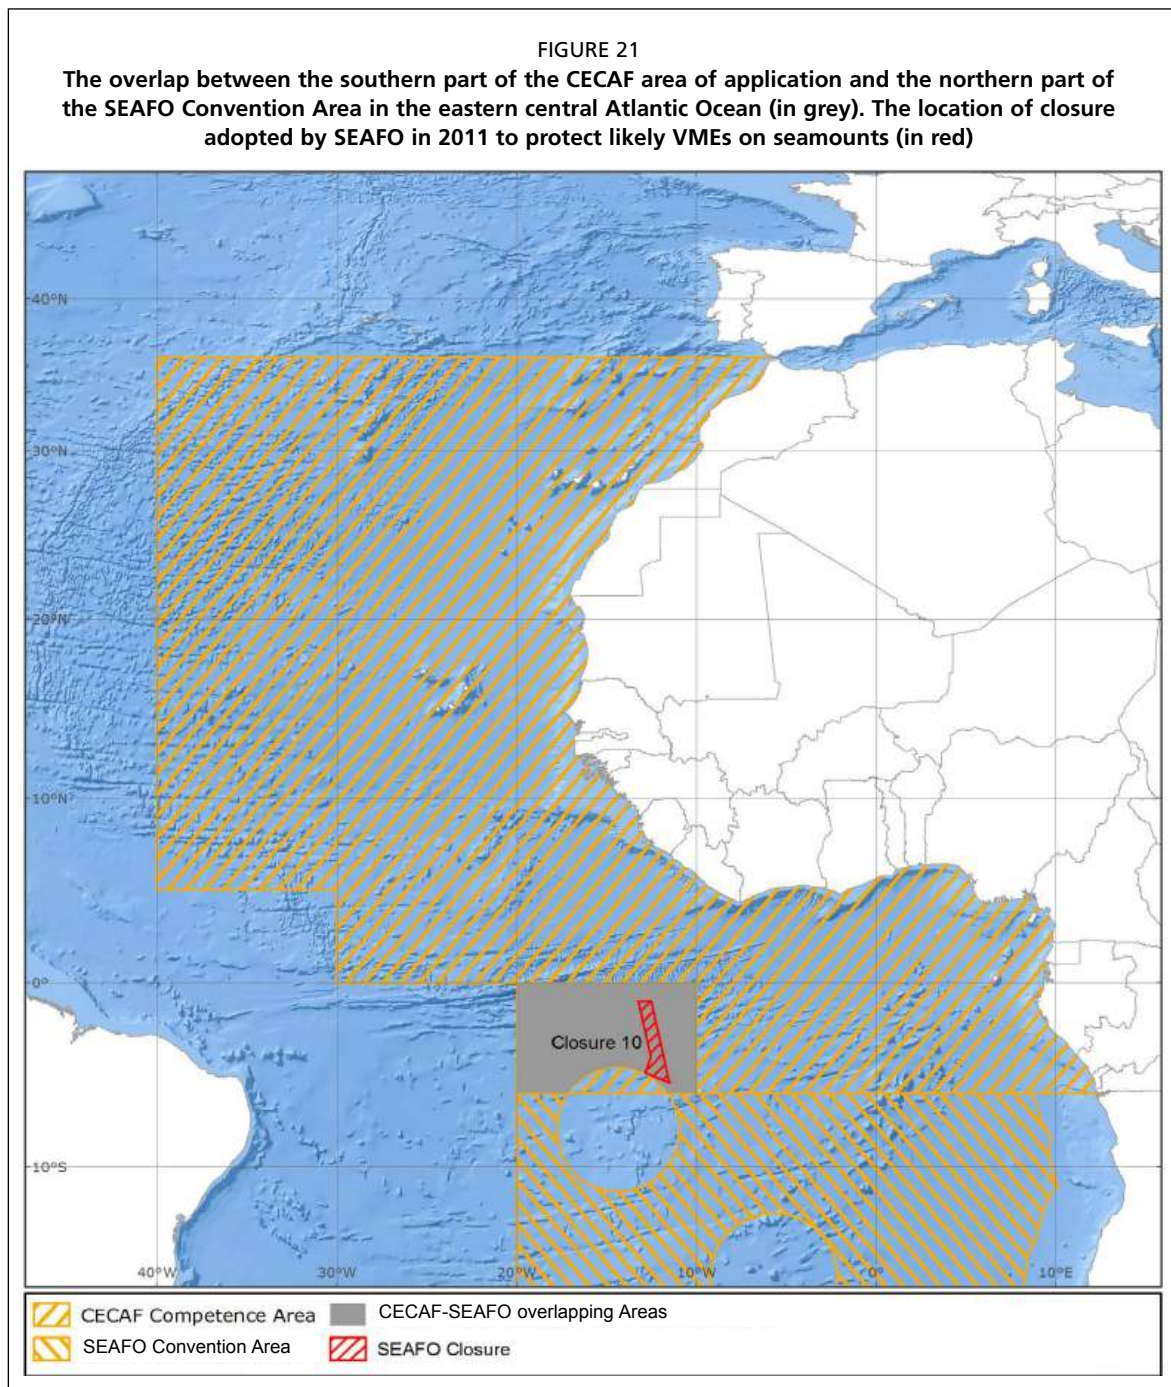 FIGURE 21
The overlap between the southern part of the CECAF area of application and the northern part of
the SEAFO Convention Area in the eastern central Atlantic Ocean (in grey). The location of closure
adopted by SEAFO in 2011 to protect likely VMEs on seamounts (in red)
40°N
30°N
20°N
10°N
0°
Closure 10
10°S
40°W 30°W 20°W 10°W 0° 10°E
CECAF Competence Area CECAF-SEAFO overlapping Areas
SEAFO Convention Area SEAFO Closure